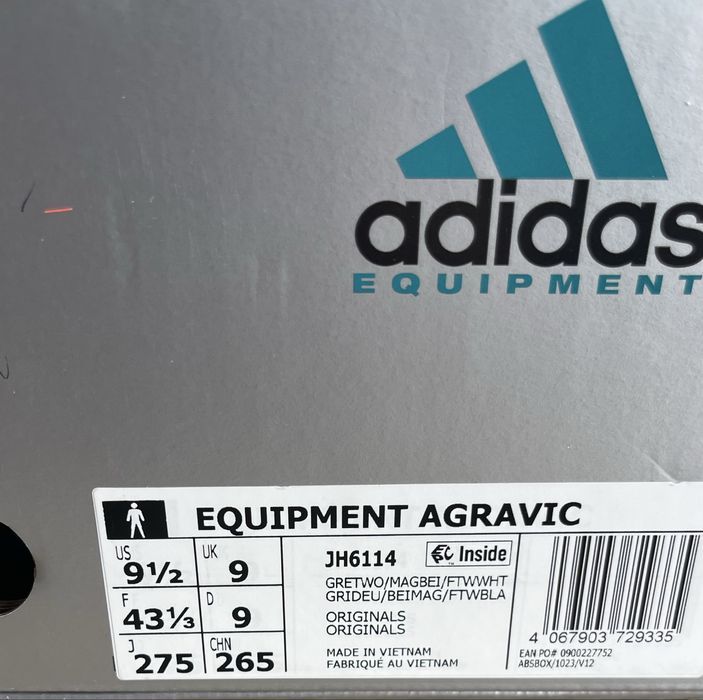 adidas
EQUIPMENT
EQUIPMENT AGRAVIC
US
9½
UK
9
F
43⅓
D
9
J
275
CHN
265
JH6114
Inside
GRETWO/MAGBEI/FTWWHT
GRIDEU/BEIMAG/FTWBLA
ORIGINALS
ORIGINALS
MADE IN VIETNAM
FABRIQUÉ AU VIETNAM
4 067903 729335
EAN PO# 0900227752
ABSBOX/1023/V12